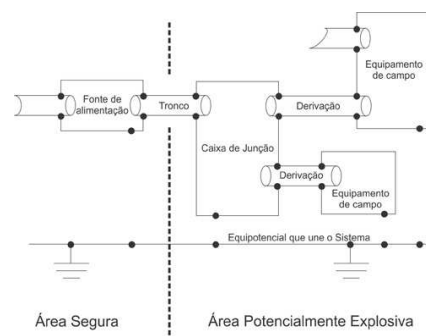 Equipamento
de campo
Fonte de
alimentação
Tronco
Derivação
Caixa de Junção
Derivação
Equipamento
de campo
Equipotencial que une o Sistema
Área Segura
Área Potencialmente Explosiva